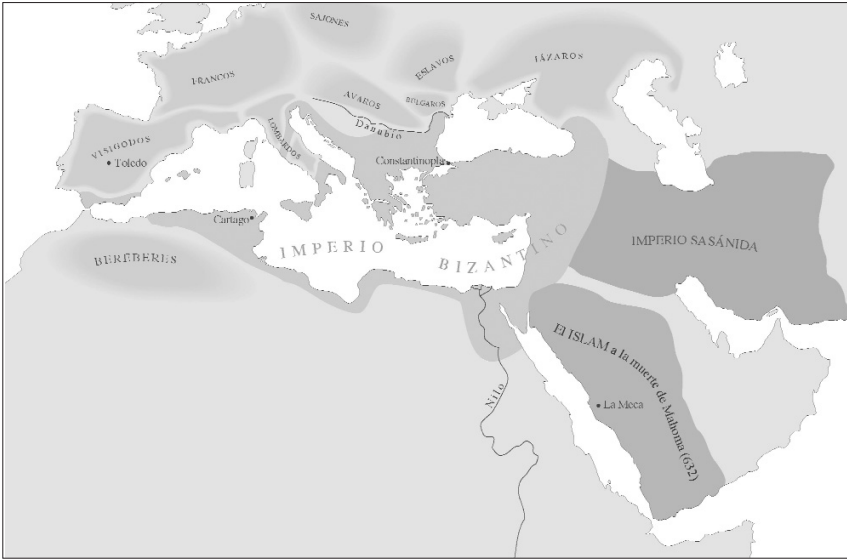 SAJONES
FRANCOS
ESLAVOS
JÁZAROS
AVAROS
BÚLGAROS
Danubio
LOMBARDOS
VISIGODOS
Toledo
Constantinopla
Cartago
IMPERIO
BIZANTINO
BEREBERES
IMPERIO SASÁNIDA
El ISLAM a la muerte de Mahoma (632)
La Meca
Nilo